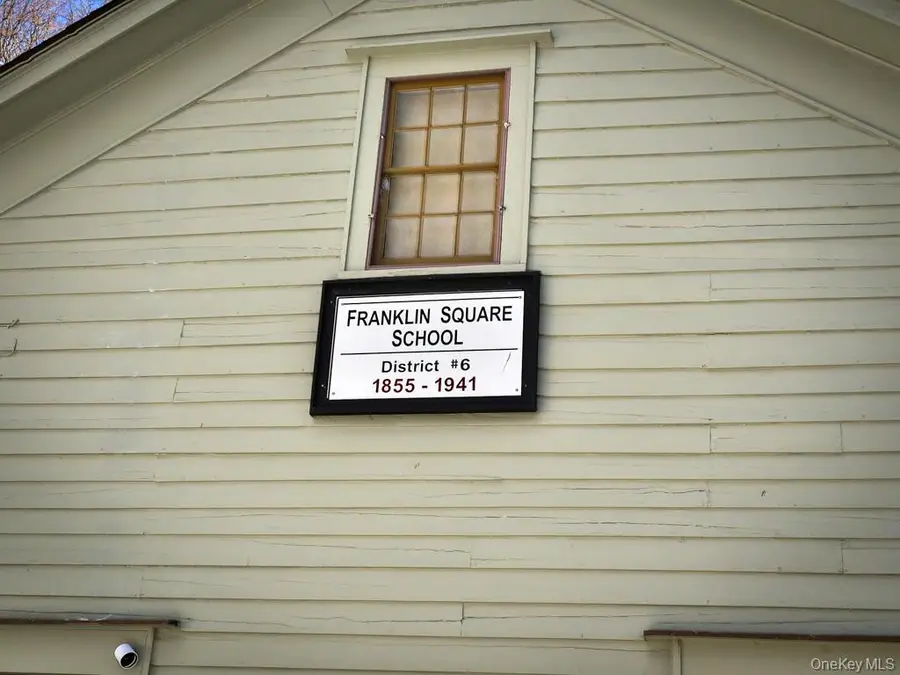 FRANKLIN SQUARE
SCHOOL
District #6
1855 - 1941
OneKey MLS